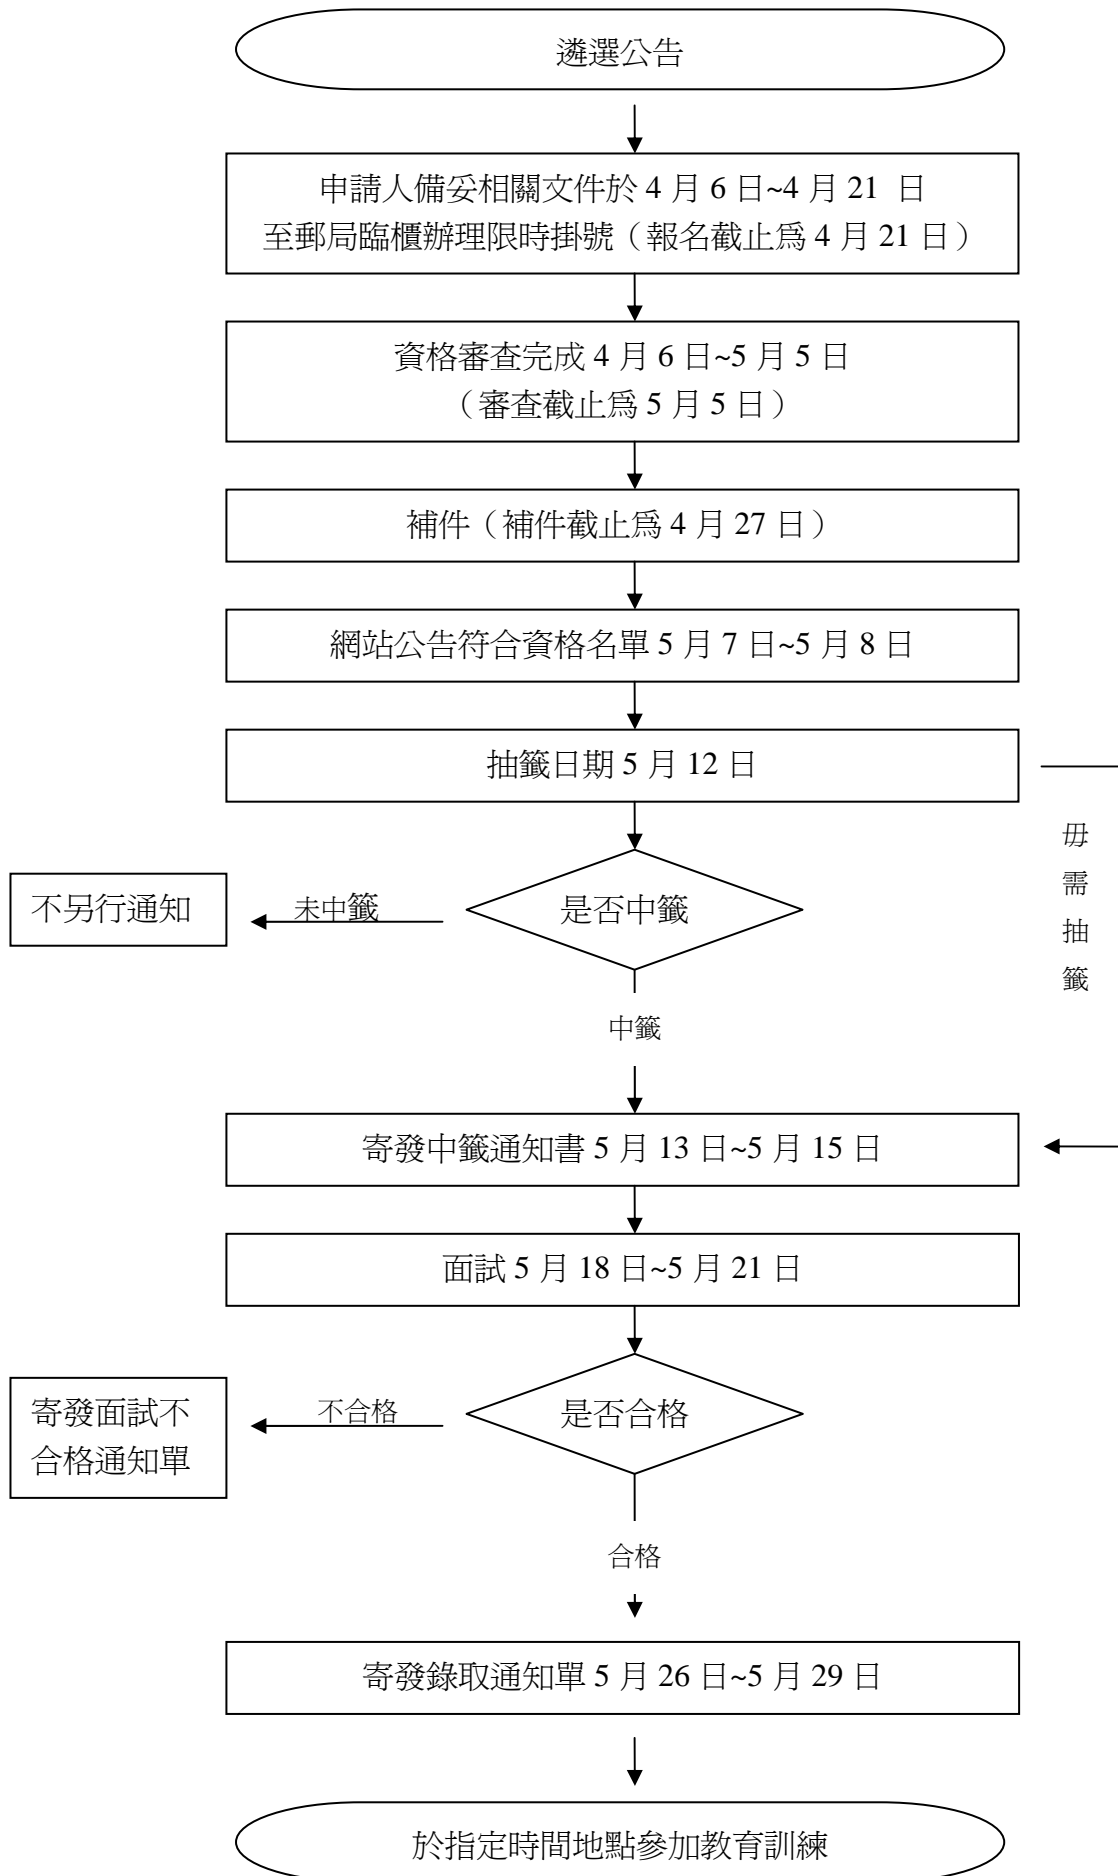 遴選公告
申請人備妥相關文件於 4 月 6 日~4 月 21 日
至郵局臨櫃辦理限時掛號（報名截止為 4 月 21 日）
資格審查完成 4 月 6 日~5 月 5 日
（審查截止為 5 月 5 日）
補件（補件截止為 4 月 27 日）
網站公告符合資格名單 5 月 7 日~5 月 8 日
抽籤日期 5 月 12 日
毋需抽籤
是否中籤
未中籤
不另行通知
中籤
寄發中籤通知書 5 月 13 日~5 月 15 日
面試 5 月 18 日~5 月 21 日
是否合格
不合格
寄發面試不
合格通知單
合格
寄發錄取通知單 5 月 26 日~5 月 29 日
於指定時間地點參加教育訓練